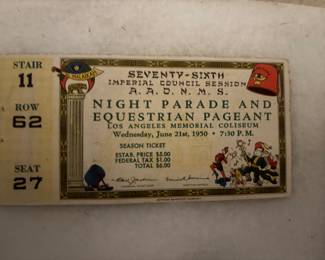 STAIR
11
ROW
62
SEAT
27
SEVENTY-SIXTH
IMPERIAL COUNCIL SESSION
A. A. O. N. M. S.
NIGHT PARADE AND
EQUESTRIAN PAGEANT
LOS ANGELES MEMORIAL COLISEUM
Wednesday, June 21st, 1950 • 7:30 P.M.
SEASON TICKET
ESTAB. PRICE $5.00
FEDERAL TAX $1.00
TOTAL $6.00